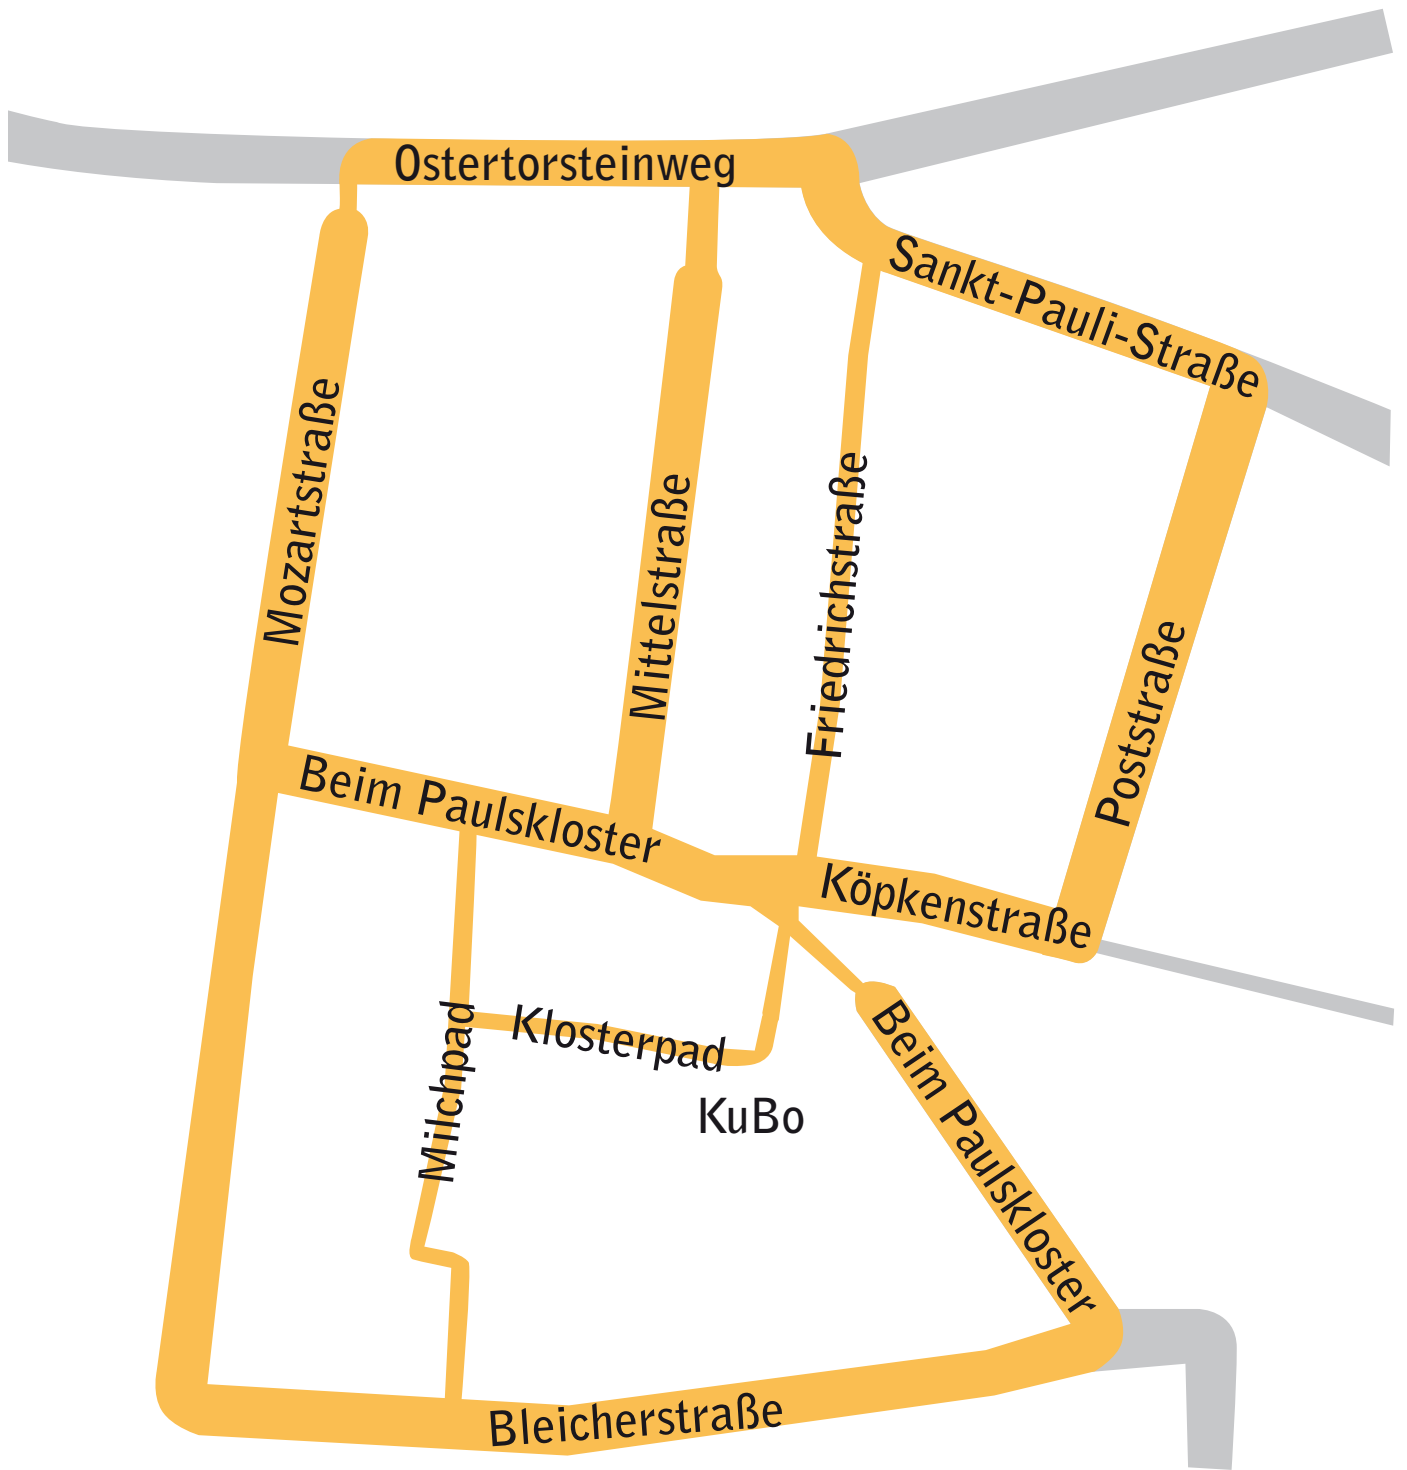 Ostertorsteinweg
Sankt-Pauli-Straße
Mozartstraße
Mittelstraße
Friedrichstraße
Poststraße
Beim Paulskloster
Köpkenstraße
Milchpad
Klosterpad
KuBo
Beim Paulskloster
Bleicherstraße